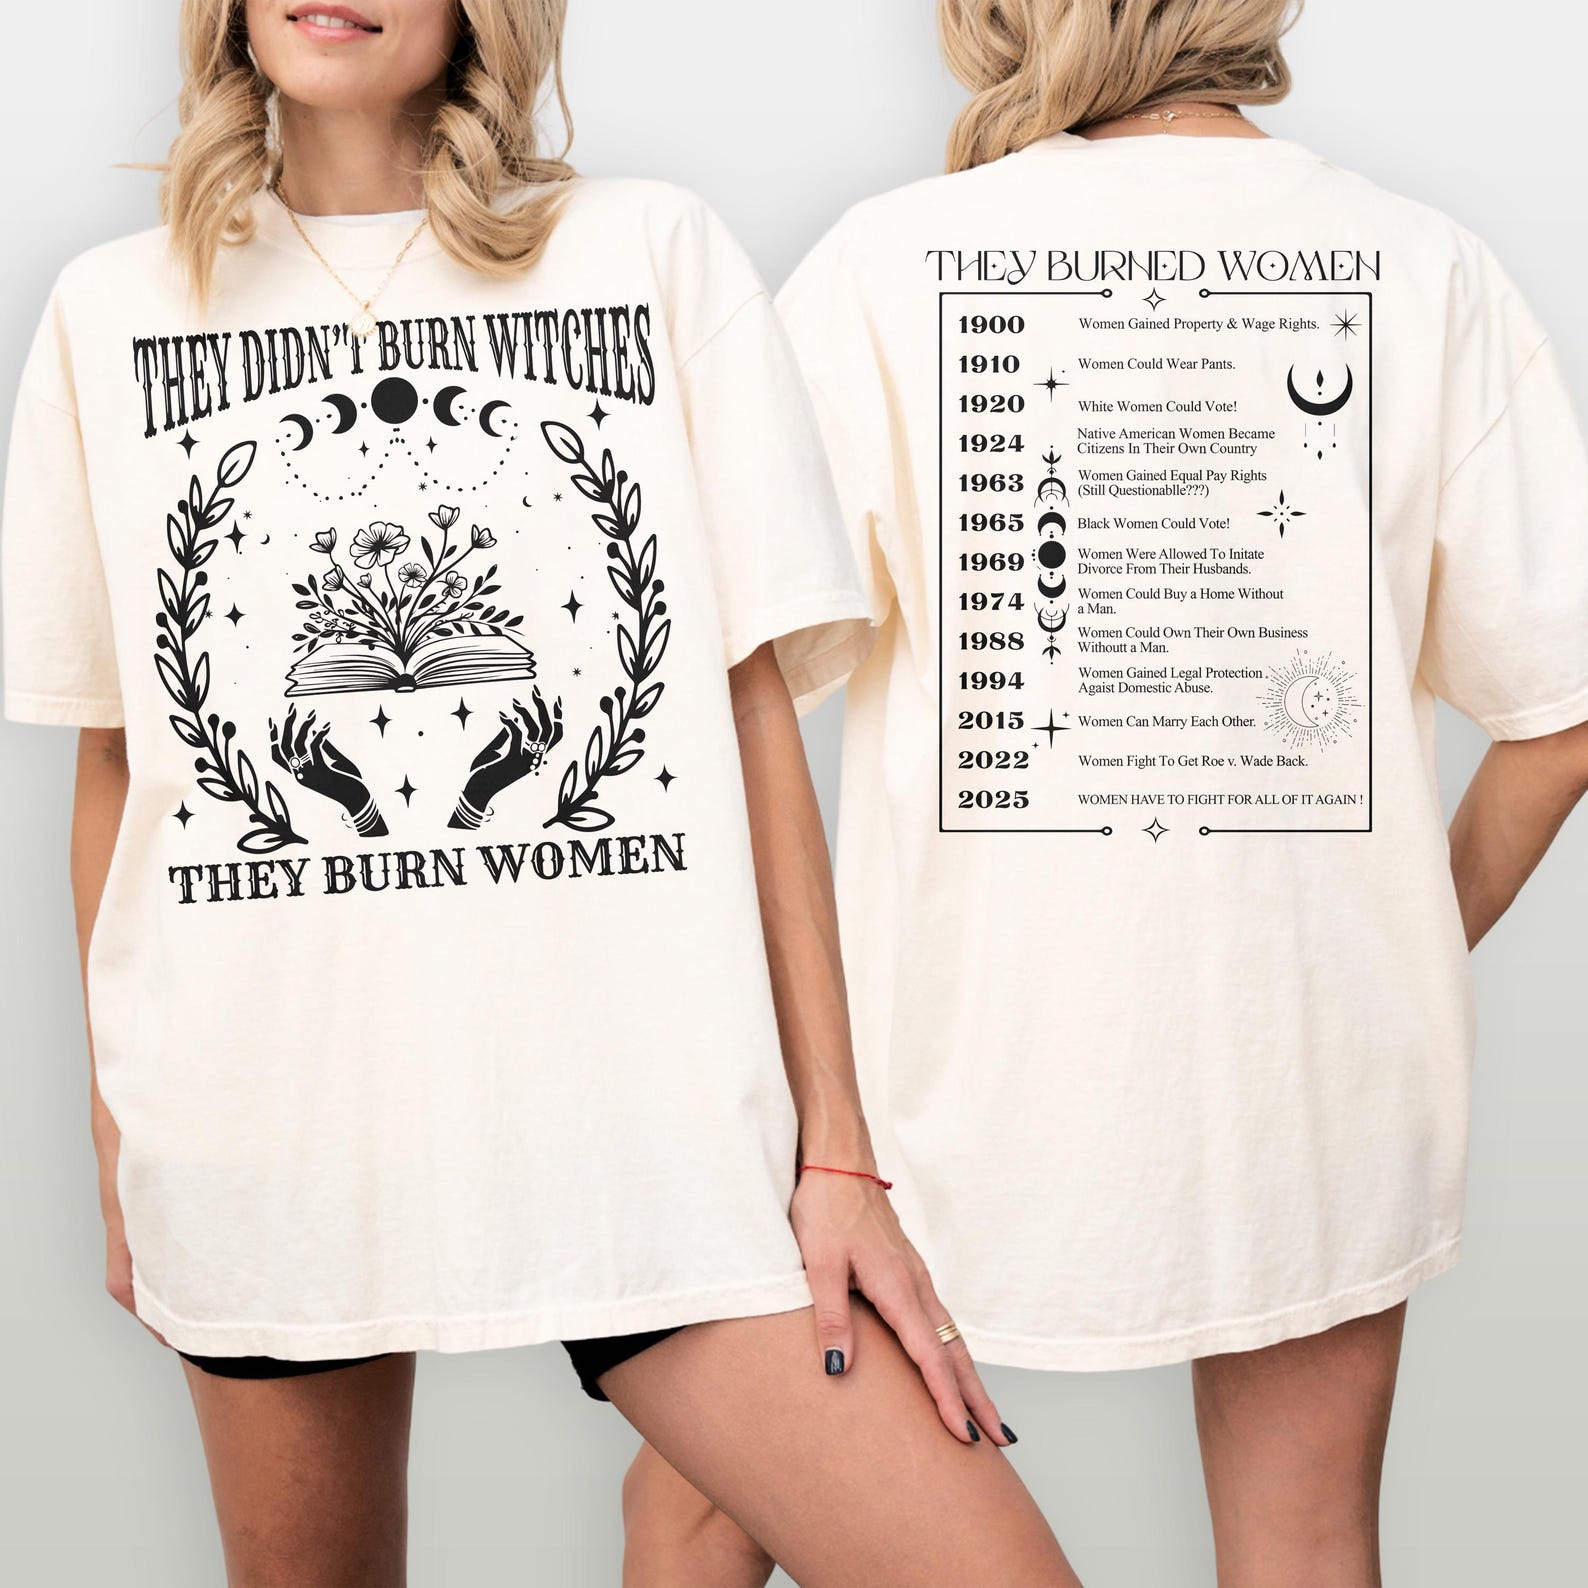 THEY DIDN'T BURN WITCHES
THEY BURN WOMEN
THEY BURNED WOMEN
1900 Women Gained Property & Wage Rights.
1910 Women Could Wear Pants.
1920 White Women Could Vote!
1924 Native American Women Became
Citizens In Their Own Country
1963 Women Gained Equal Pay Rights
(Still Questionablle???)
1965 Black Women Could Vote!
1969 Women Were Allowed To Initate
Divorce From Their Husbands.
1974 Women Could Buy a Home Without
a Man.
1988 Women Could Own Their Own Business
Withoutt a Man.
1994 Women Gained Legal Protection
Agaist Domestic Abuse.
2015 Women Can Marry Each Other.
2022 Women Fight To Get Roe v. Wade Back.
2025 WOMEN HAVE TO FIGHT FOR ALL OF IT AGAIN !